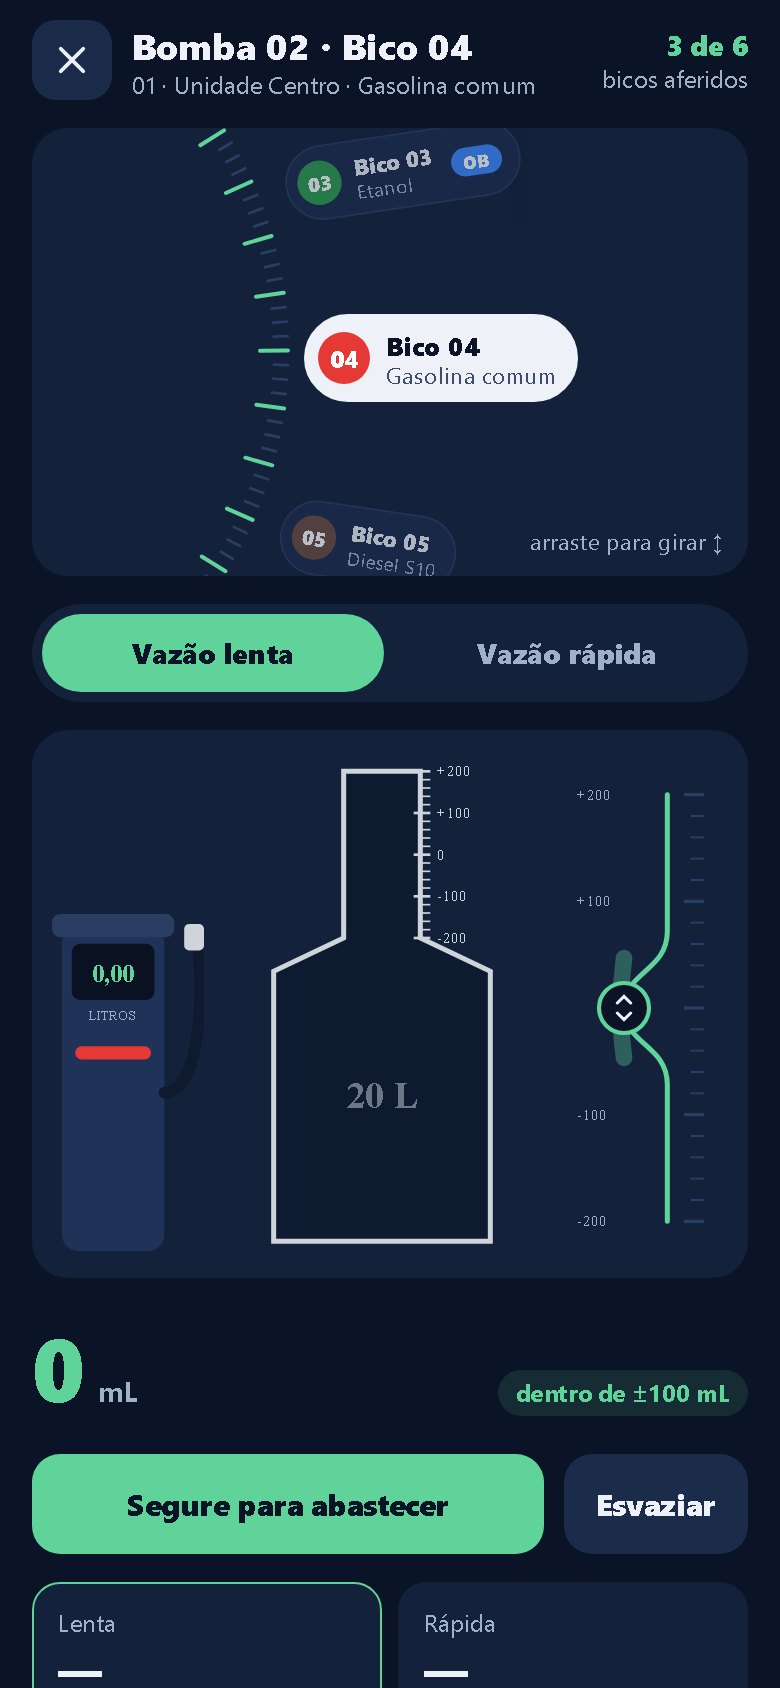 Bomba 02 · Bico 04
01 · Unidade Centro · Gasolina comum
3 de 6
bicos aferidos
03
Bico 03
Etanol
OB
04
Bico 04
Gasolina comum
05
Bico 05
Diesel S10
arraste para girar ↕
Vazão lenta
Vazão rápida
+200
+100
0
-100
-200
0,00
LITROS
20 L
+200
+100
-100
-200
0 mL
dentro de ±100 mL
Segure para abastecer
Esvaziar
Lenta
—
Rápida
—